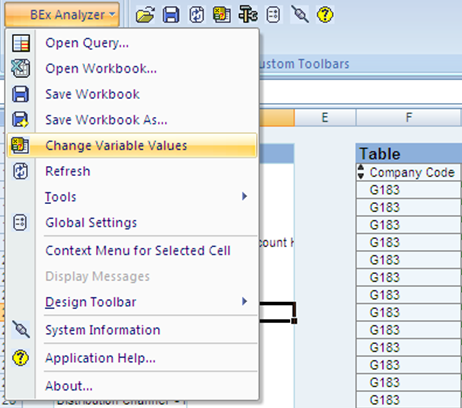 BEx Analyzer
Custom Toolbars
Open Query...
Open Workbook...
Save Workbook
Save Workbook As...
Change Variable Values
Refresh
Tools
Global Settings
Context Menu for Selected Cell
Display Messages
Design Toolbar
System Information
Application Help...
About...
E
F
Table
Company Code
G183
G183
G183
G183
G183
G183
G183
G183
G183
G183
G183
G183
G183
Distribution Channel